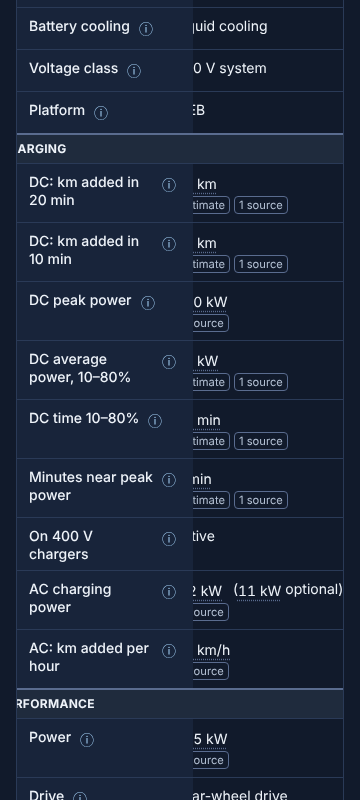 Battery cooling quid cooling
Voltage class 0 V system
Platform EB
ARGING
DC: km added in km
20 min timate 1 source
DC: km added in km
10 min timate 1 source
DC peak power 0 kW
ource
DC average kW
power, 10–80% timate 1 source
DC time 10–80% min
timate 1 source
Minutes near peak min
power timate 1 source
On 400 V tive
chargers
AC charging 2 kW (11 kW optional)
power ource
AC: km added per km/h
hour ource
RFORMANCE
Power 5 kW
ource
Drive ar-wheel drive